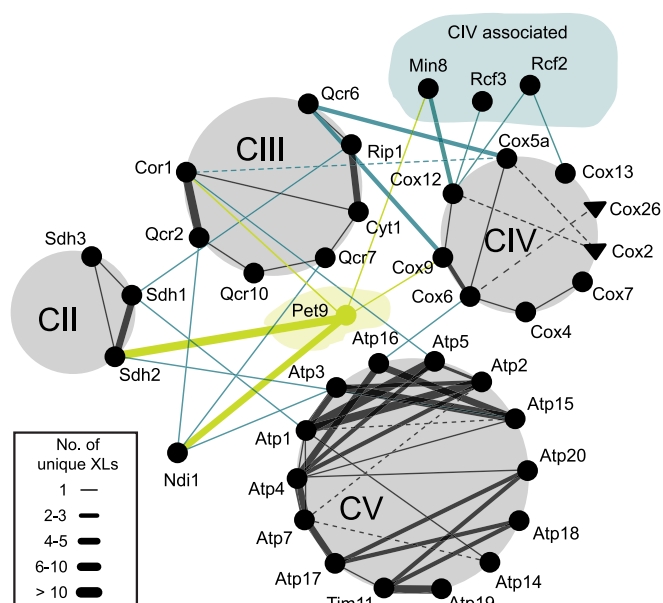 CIV associated
Min8
Rcf3
Rcf2
Qcr6
Cox5a
CIII
Rip1
Cor1
Cox12
Cox13
Cox26
Cyt1
CIV
Qcr2
Cox2
Sdh3
Qcr7
Cox9
Qcr10
Sdh1
Cox6
Cox7
CII
Pet9
Cox4
Atp16
Atp5
Sdh2
Atp3
Atp2
Atp15
Atp1
No. of
unique XLs
Atp20
Ndi1
1
Atp4
2-3
CV
4-5
Atp7
Atp18
6-10
Atp17
Atp14
> 10
Tim11
Atp19